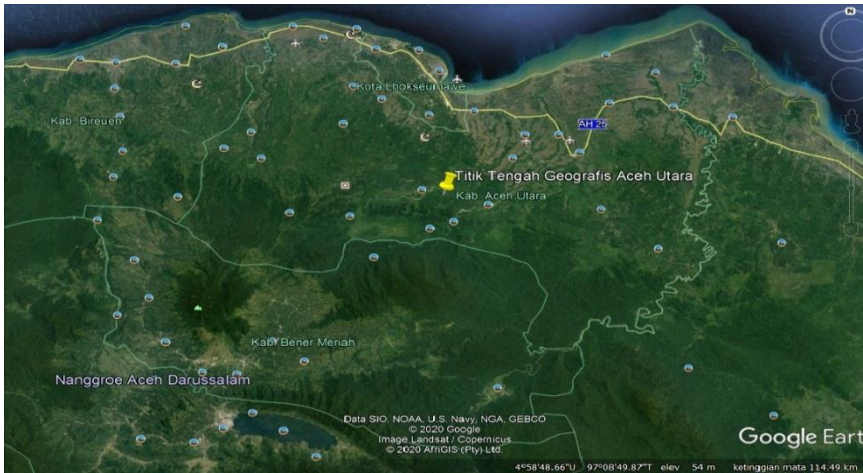 N
Kota Lhokseumawe
Kab. Bireuen
AH 25
Titik Tengah Geografis Aceh Utara
Kab. Aceh Utara
Kab. Bener Meriah
Nanggroe Aceh Darussalam
Data SIO, NOAA, U.S. Navy, NGA, GEBCO
© 2020 Google
Image Landsat / Copernicus
© 2020 AfriGIS (Pty) Ltd.
Google Eart
4°58'48.66"U 97°08'49.87"T elev 54 m ketinggian mata 114.49 km